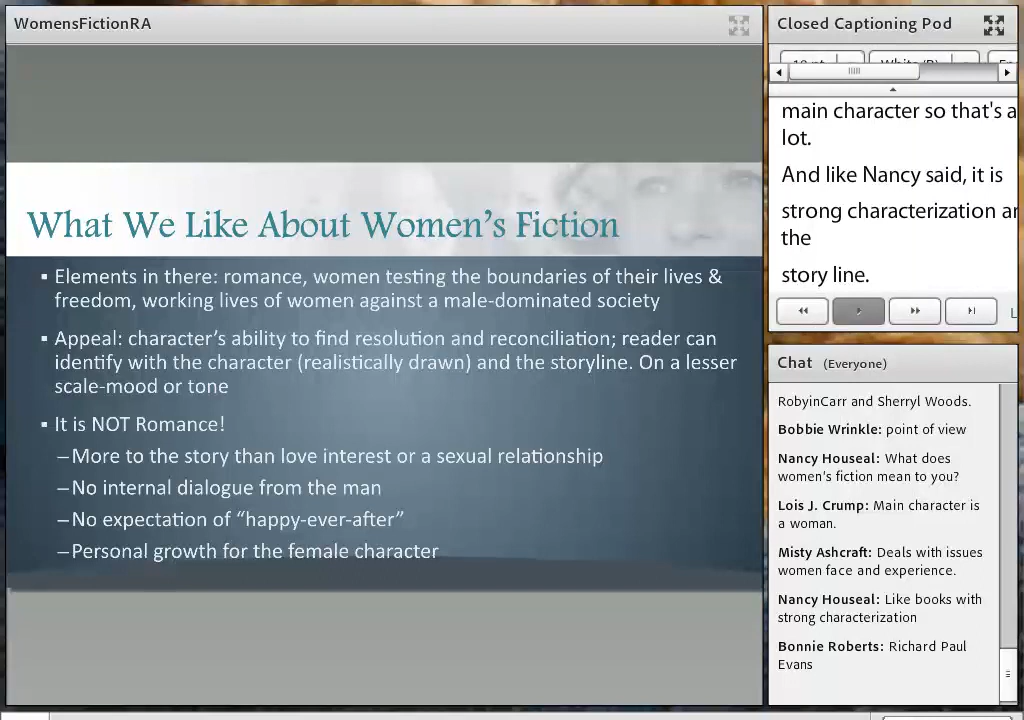 WomensFictionRA
What We Like About Women's Fiction
▪ Elements in there: romance, women testing the boundaries of their lives &
freedom, working lives of women against a male-dominated society
▪ Appeal: character's ability to find resolution and reconciliation; reader can
identify with the character (realistically drawn) and the storyline. On a lesser
scale-mood or tone
▪ It is NOT Romance!
–More to the story than love interest or a sexual relationship
–No internal dialogue from the man
–No expectation of “happy-ever-after”
–Personal growth for the female character
Closed Captioning Pod
main character so that's a
lot.
And like Nancy said, it is
strong characterization
the
story line.
Chat (Everyone)
RobyinCarr and Sherryl Woods.
Bobbie Wrinkle: point of view
Nancy Houseal: What does
women's fiction mean to you?
Lois J. Crump: Main character is
a woman.
Misty Ashcraft: Deals with issues
women face and experience.
Nancy Houseal: Like books with
strong characterization
Bonnie Roberts: Richard Paul
Evans